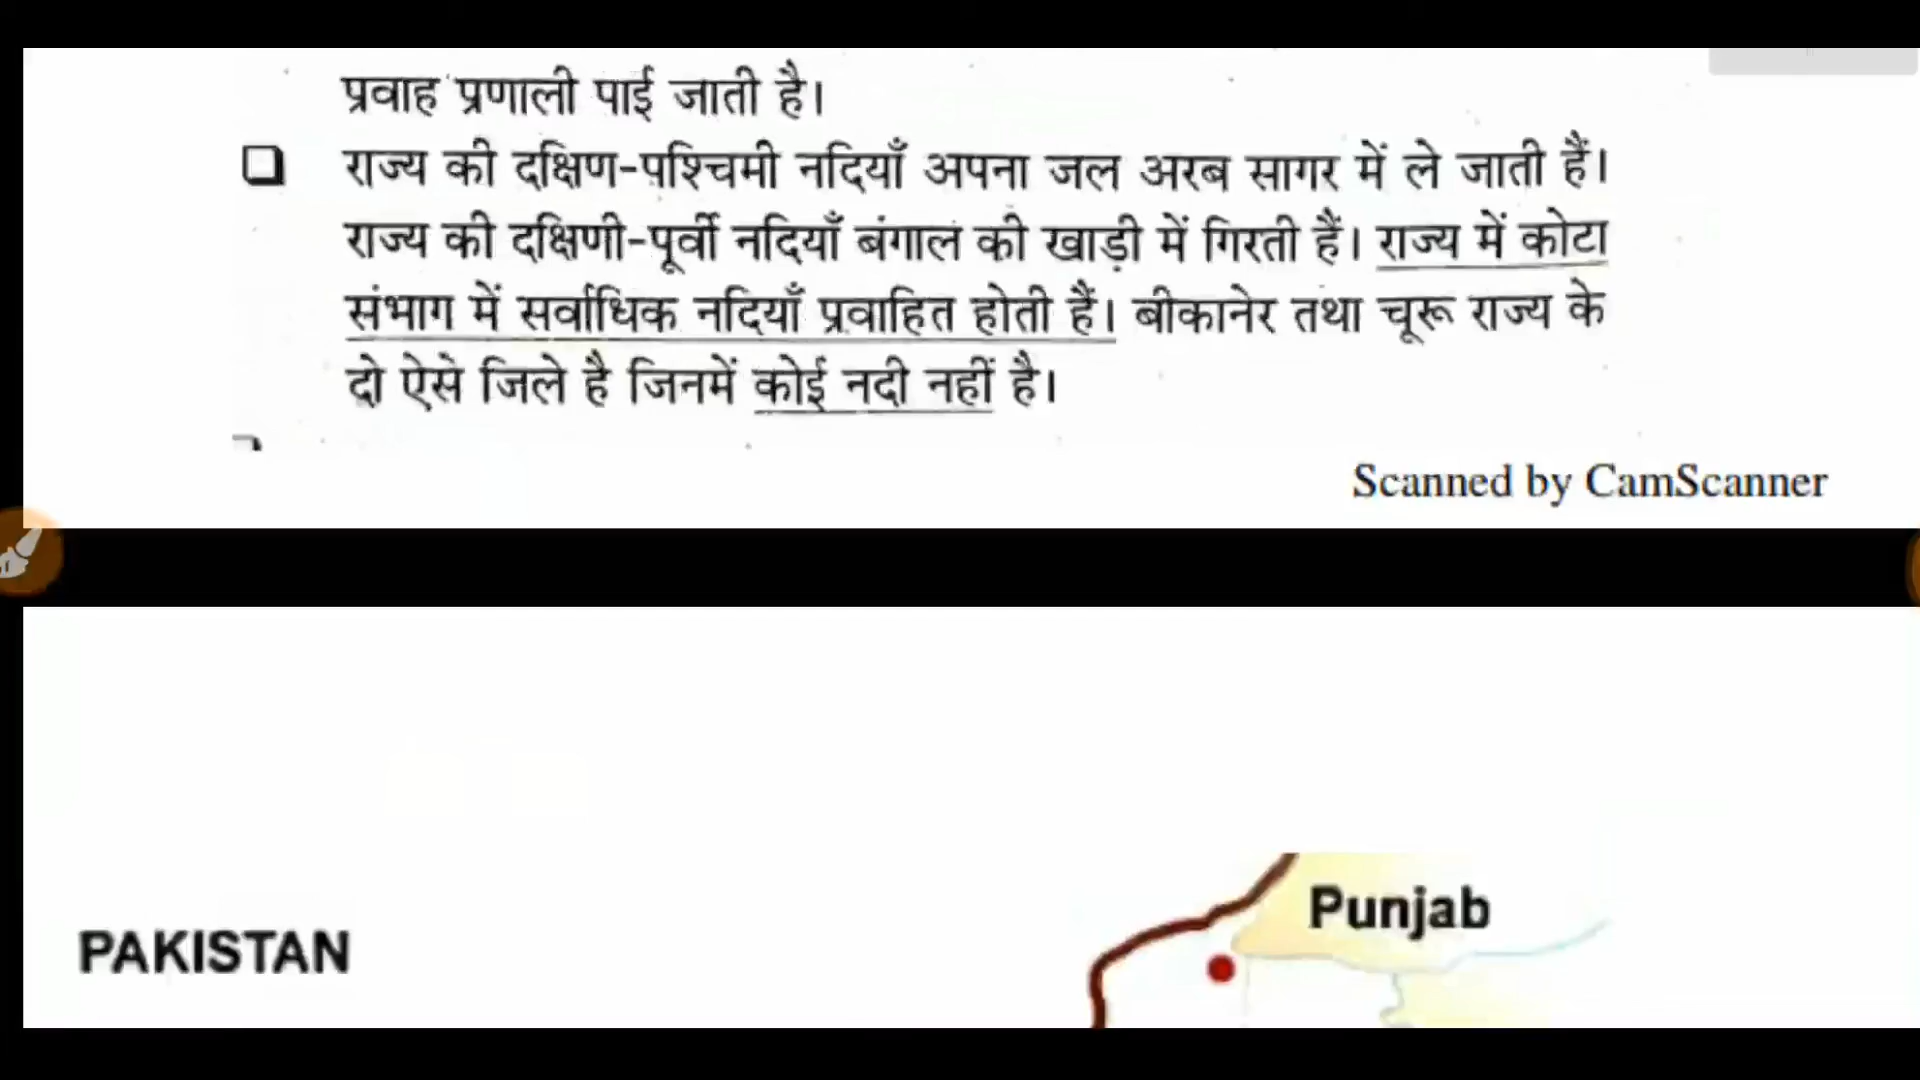 प्रवाह प्रणाली पाई जाती है।
राज्य की दक्षिण-पश्चिमी नदियाँ अपना जल अरब सागर में ले जाती हैं।
राज्य की दक्षिणी-पूर्वी नदियाँ बंगाल की खाड़ी में गिरती हैं। राज्य में कोटा
संभाग में सर्वाधिक नदियाँ प्रवाहित होती हैं। बीकानेर तथा चूरू राज्य के
दो ऐसे जिले है जिनमें कोई नदी नहीं है।
Scanned by CamScanner
Punjab
PAKISTAN